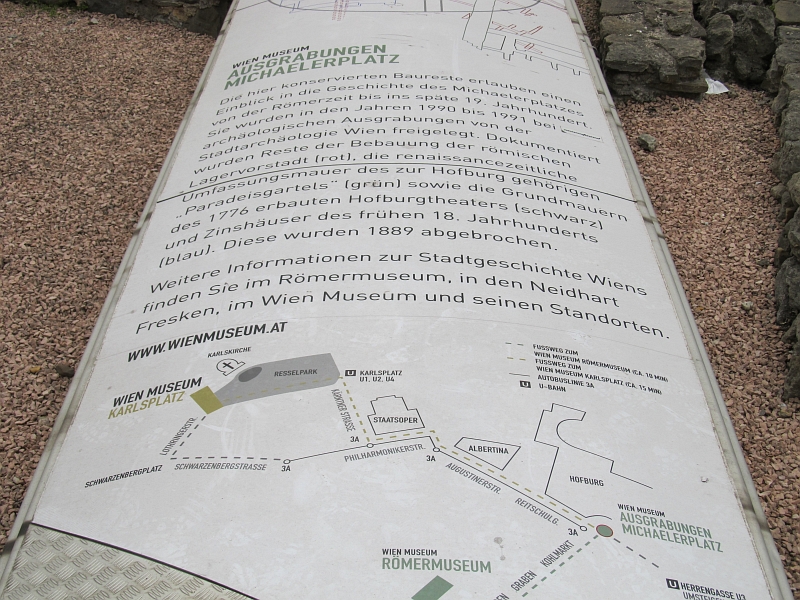 WIEN MUSEUM
AUSGRABUNGEN
MICHAELERPLATZ
Die hier konservierten Baureste erlauben einen
Einblick in die Geschichte des Michaelerplatzes
von der Römerzeit bis ins späte 19. Jahrhundert.
Sie wurden in den Jahren 1990 bis 1991 bei
archäologischen Ausgrabungen von der
Stadtarchäologie Wien freigelegt. Dokumentiert
wurden Reste der Bebauung der römischen
„Lagervorstadt (rot), die renaissancezeitliche
Umfassungsmauer des zur Hofburg gehörigen
„Paradeisgartels“ (grün) sowie die Grundmauern
des 1776 erbauten Hofburgtheaters (schwarz)
und Zinshäuser des frühen 18. Jahrhunderts
(blau). Diese wurden 1889 abgebrochen.
Weitere Informationen zur Stadtgeschichte Wiens
finden Sie im Römermuseum, in den Neidhart
Fresken, im Wien Museum und seinen Standorten.
WWW.WIENMUSEUM.AT
KARLSKIRCHE
RESSELPARK
U KARLSPLATZ
U1, U2, U4
FUSSWEG ZUM
WIEN MUSEUM RÖMERMUSEUM (CA. 10 MIN)
FUSSWEG ZUM
WIEN MUSEUM KARLSPLATZ (CA. 15 MIN)
AUTOBUSLINIE 3A
U U-BAHN
WIEN MUSEUM
KARLSPLATZ
KÄRNTNER STRASSE
STAATSOPER
LOTHRINGERSTR.
3A
PHILHARMONIKERSTR.
ALBERTINA
SCHWARZENBERGPLATZ
SCHWARZENBERGSTRASSE
3A
3A
AUGUSTINERSTR.
HOFBURG
REITSCHULG.
WIEN MUSEUM
AUSGRABUNGEN
MICHAELERPLATZ
3A
KOHLMARKT
GRABEN
WIEN MUSEUM
RÖMERMUSEUM
U HERRENGASSE U3